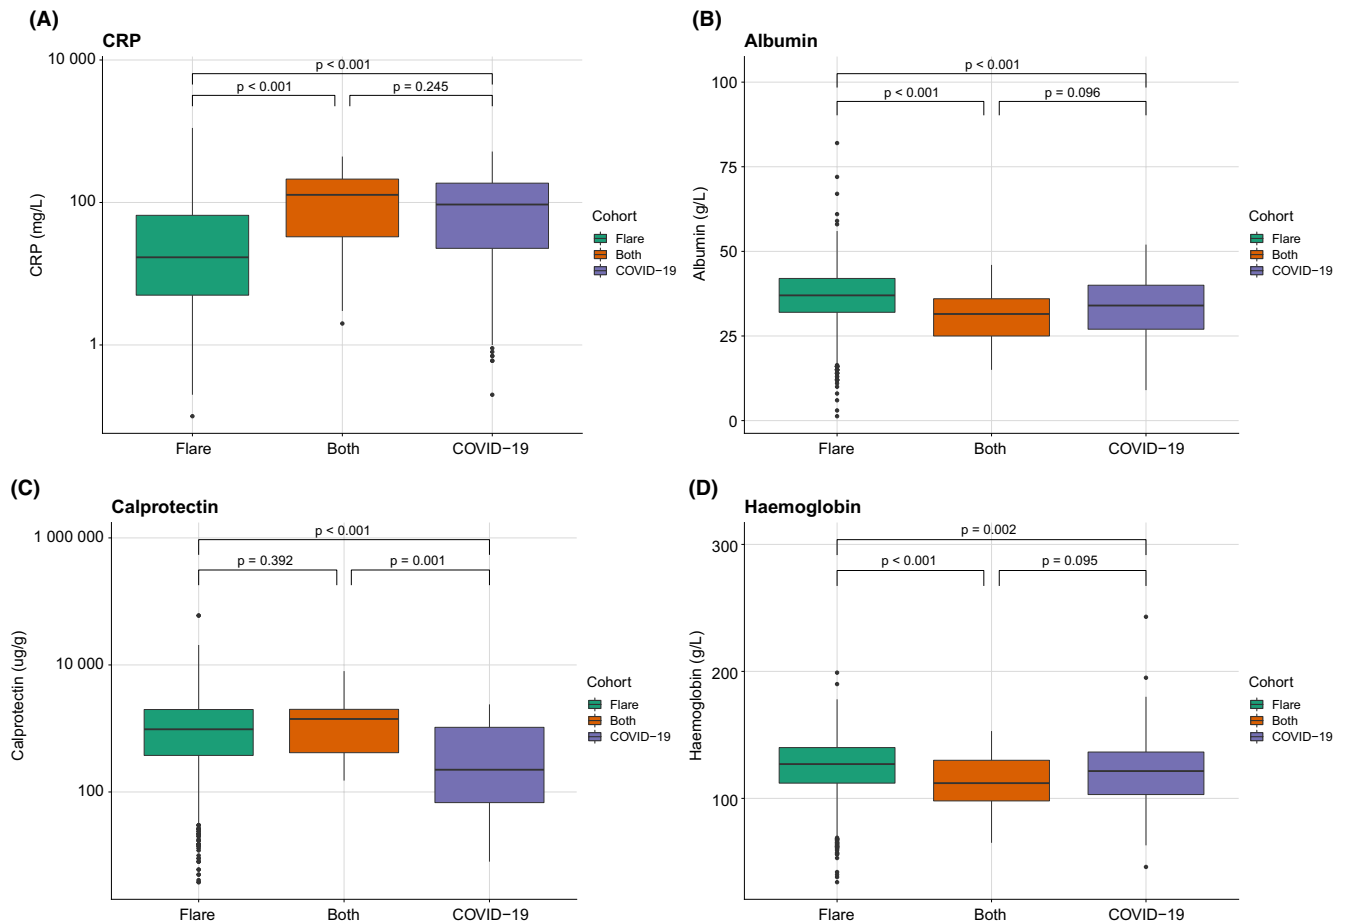 (A)
CRP
10 000
100
1
CRP (mg/L)
p < 0.001
p < 0.001
p = 0.245
Flare
Both
COVID−19
Cohort
Flare
Both
COVID−19
(B)
Albumin
100
75
50
25
0
Albumin (g/L)
p < 0.001
p < 0.001
p = 0.096
Flare
Both
COVID−19
Cohort
Flare
Both
COVID−19
(C)
Calprotectin
1 000 000
10 000
100
Calprotectin (ug/g)
p < 0.001
p = 0.392
p = 0.001
Flare
Both
COVID−19
Cohort
Flare
Both
COVID−19
(D)
Haemoglobin
300
200
100
Haemoglobin (g/L)
p = 0.002
p < 0.001
p = 0.095
Flare
Both
COVID−19
Cohort
Flare
Both
COVID−19